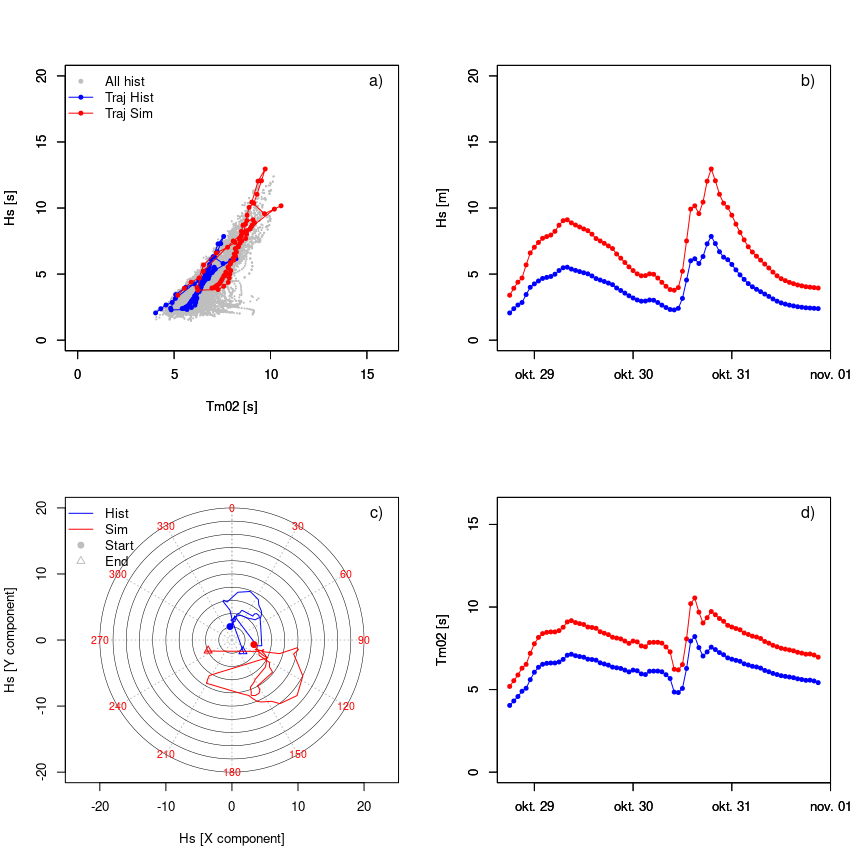 All hist
Traj Hist
Traj Sim
a)
20
15
10
5
0
Hs [s]
0
5
10
15
Tm02 [s]
b)
20
15
10
5
0
Hs [m]
okt. 29
okt. 30
okt. 31
nov. 01
Hist
Sim
Start
End
c)
20
10
0
-10
-20
Hs [Y component]
0
30
60
90
120
150
180
210
240
270
300
330
-20
-10
0
10
20
Hs [X component]
d)
15
10
5
0
Tm02 [s]
okt. 29
okt. 30
okt. 31
nov. 01